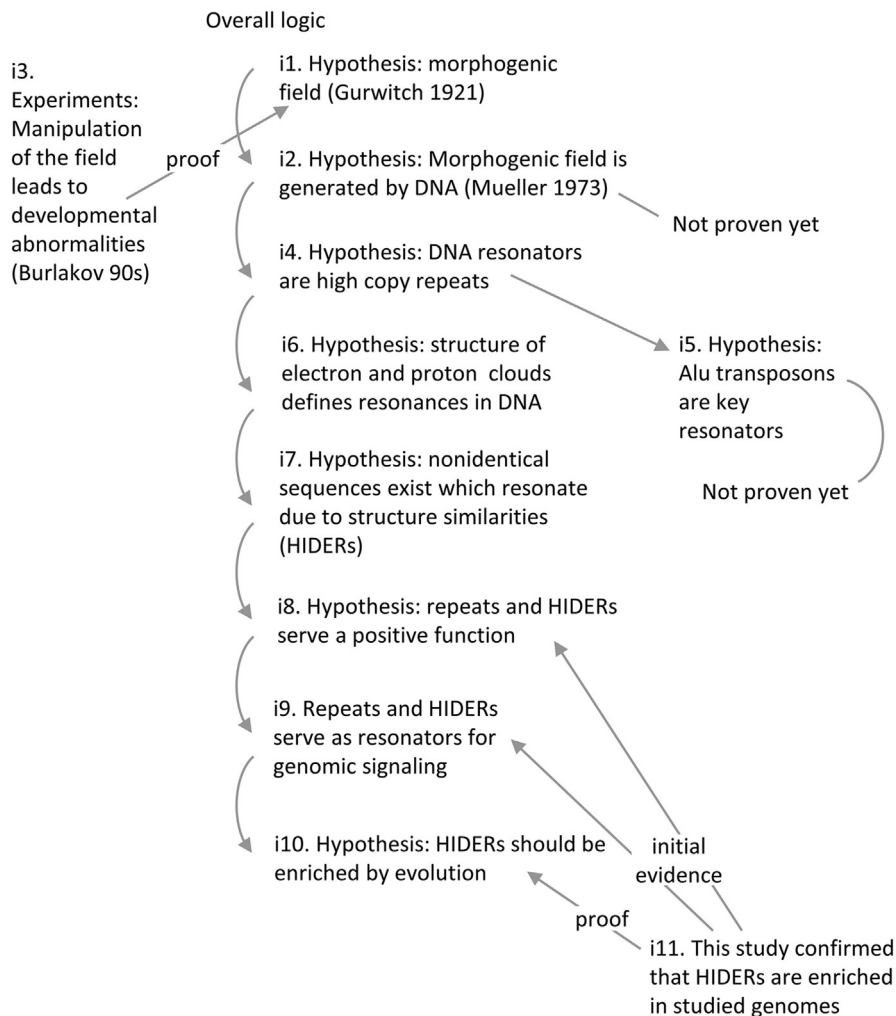 Overall logic
i3.
Experiments:
Manipulation
of the field
leads to
developmental
abnormalities
(Burlakov 90s)
proof
i1. Hypothesis: morphogenic
field (Gurwitch 1921)
i2. Hypothesis: Morphogenic field is
generated by DNA (Mueller 1973)
Not proven yet
i4. Hypothesis: DNA resonators
are high copy repeats
i5. Hypothesis:
Alu transposons
are key
resonators
Not proven yet
i6. Hypothesis: structure of
electron and proton clouds
defines resonances in DNA
i7. Hypothesis: nonidentical
sequences exist which resonate
due to structure similarities
(HIDERs)
i8. Hypothesis: repeats and HIDERs
serve a positive function
i9. Repeats and HIDERs
serve as resonators for
genomic signaling
i10. Hypothesis: HIDERs should be
enriched by evolution
initial
evidence
proof
i11. This study confirmed
that HIDERs are enriched
in studied genomes